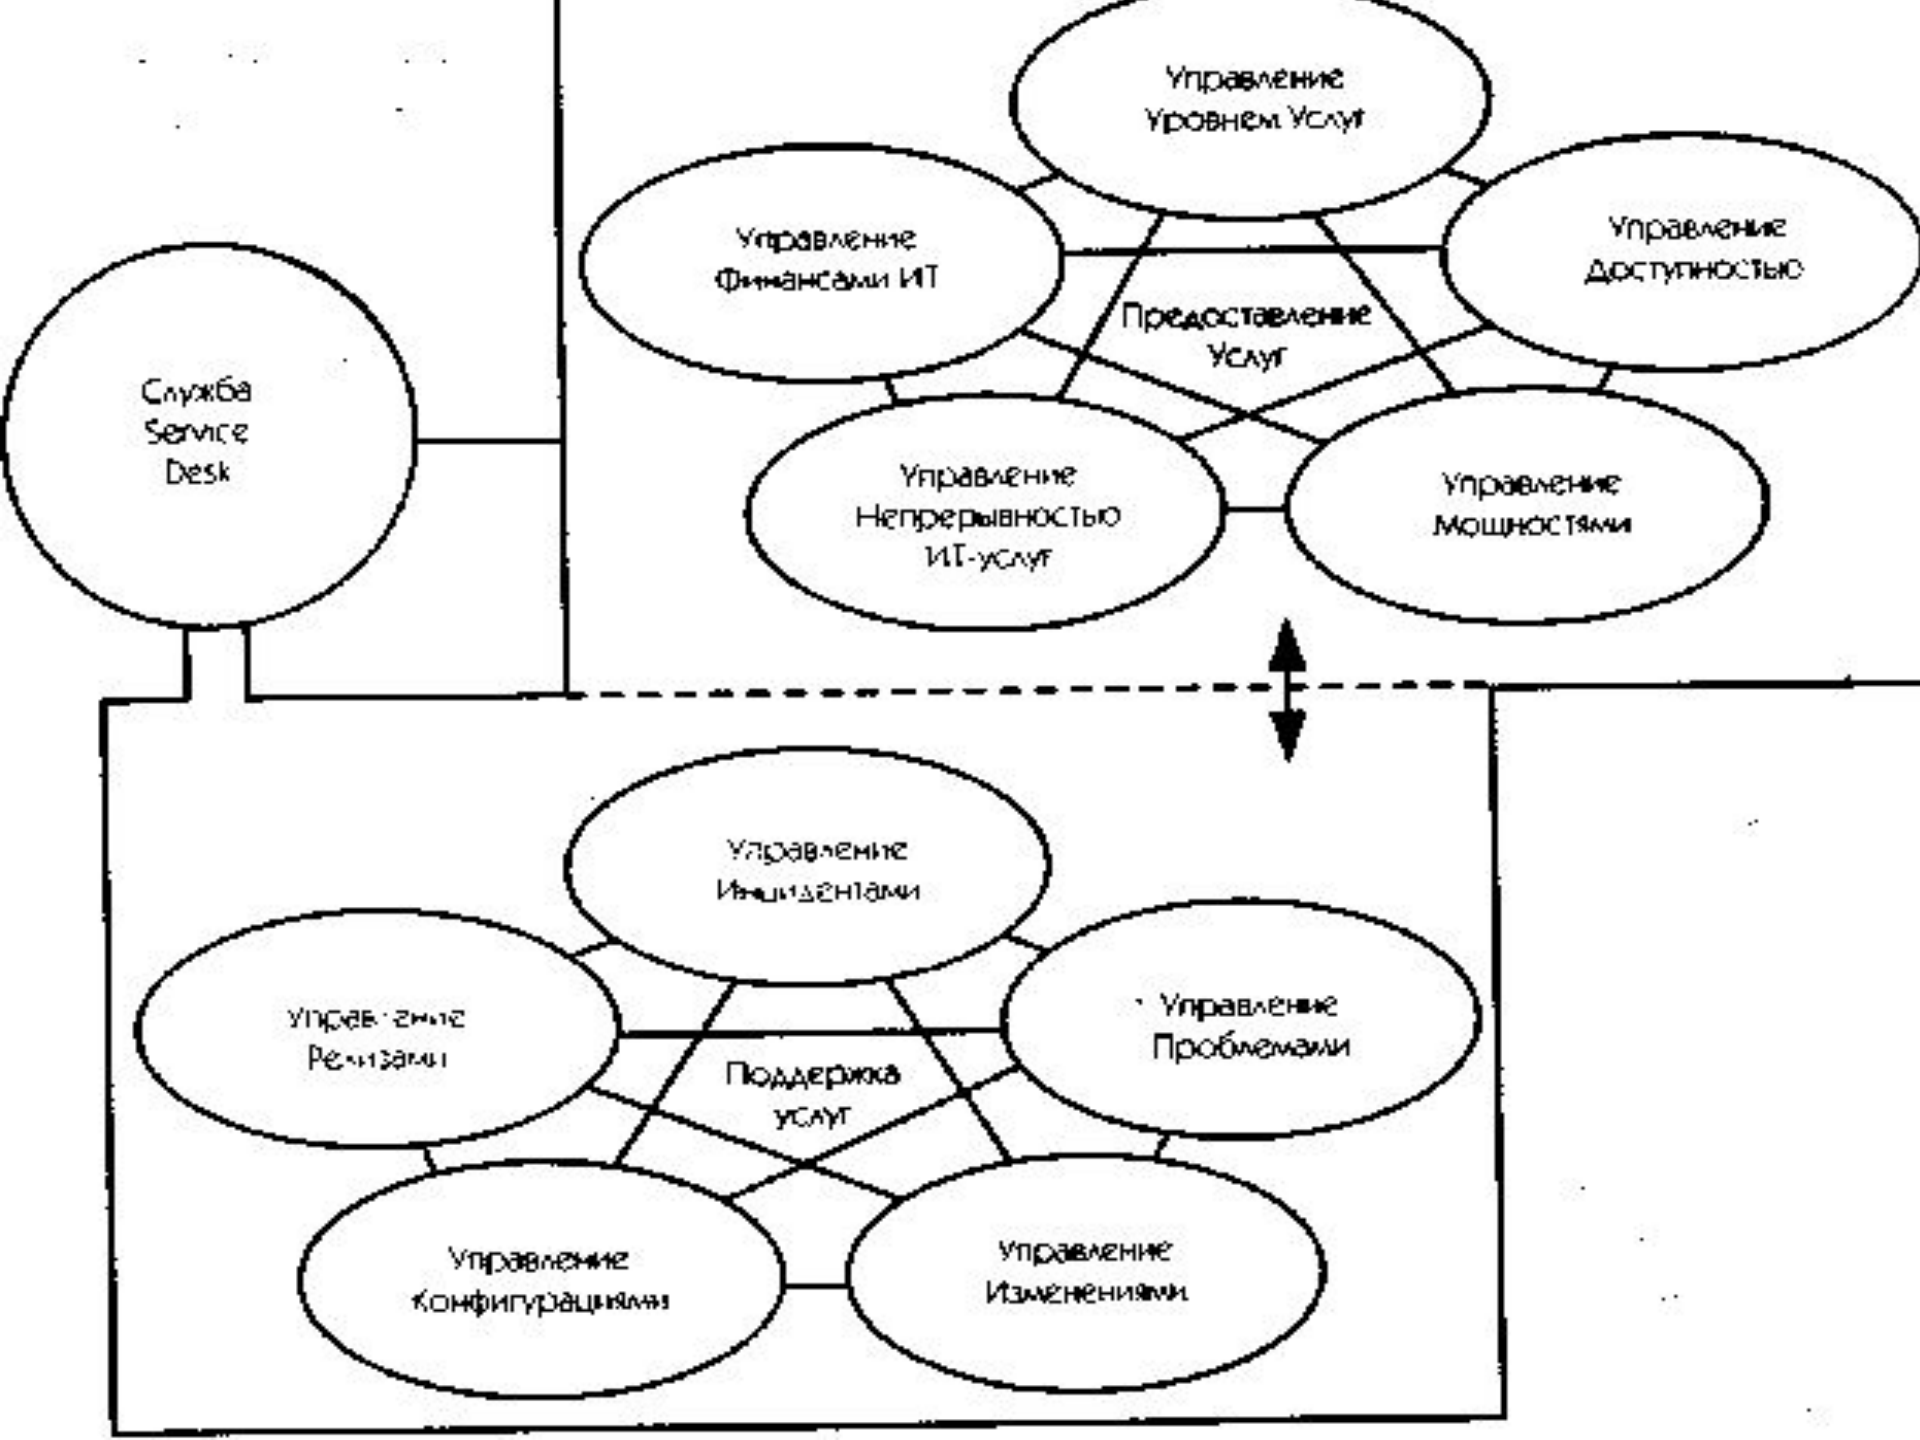 Управление
Уровнем Услуг
Управление
Финансами ИТ
Управление
Доступностью
Предоставление
Услуг
Служба
Service
Desk
Управление
Непрерывностью
ИТ-услуг
Управление
Мощностями
Управление
Инцидентами
Управление
Релизами
Управление
Проблемами
Поддержка
услуг
Управление
Конфигурациями
Управление
Изменениями